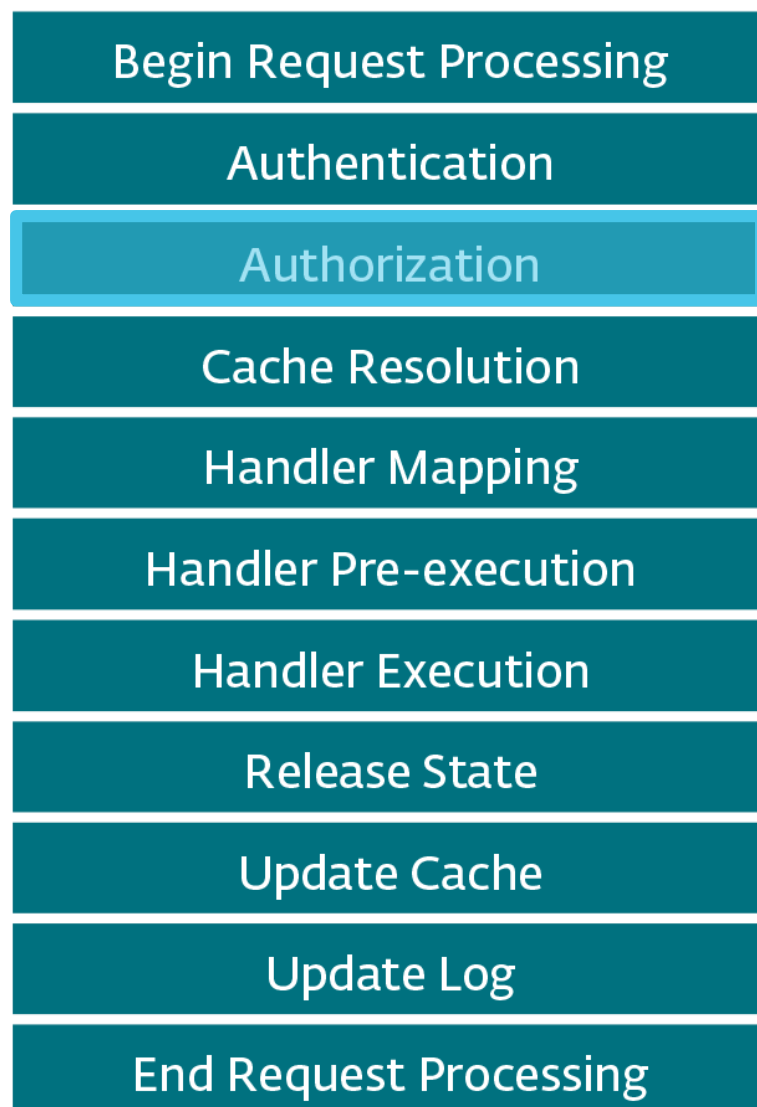 Begin Request Processing
Authentication
Authorization
Cache Resolution
Handler Mapping
Handler Pre-execution
Handler Execution
Release State
Update Cache
Update Log
End Request Processing